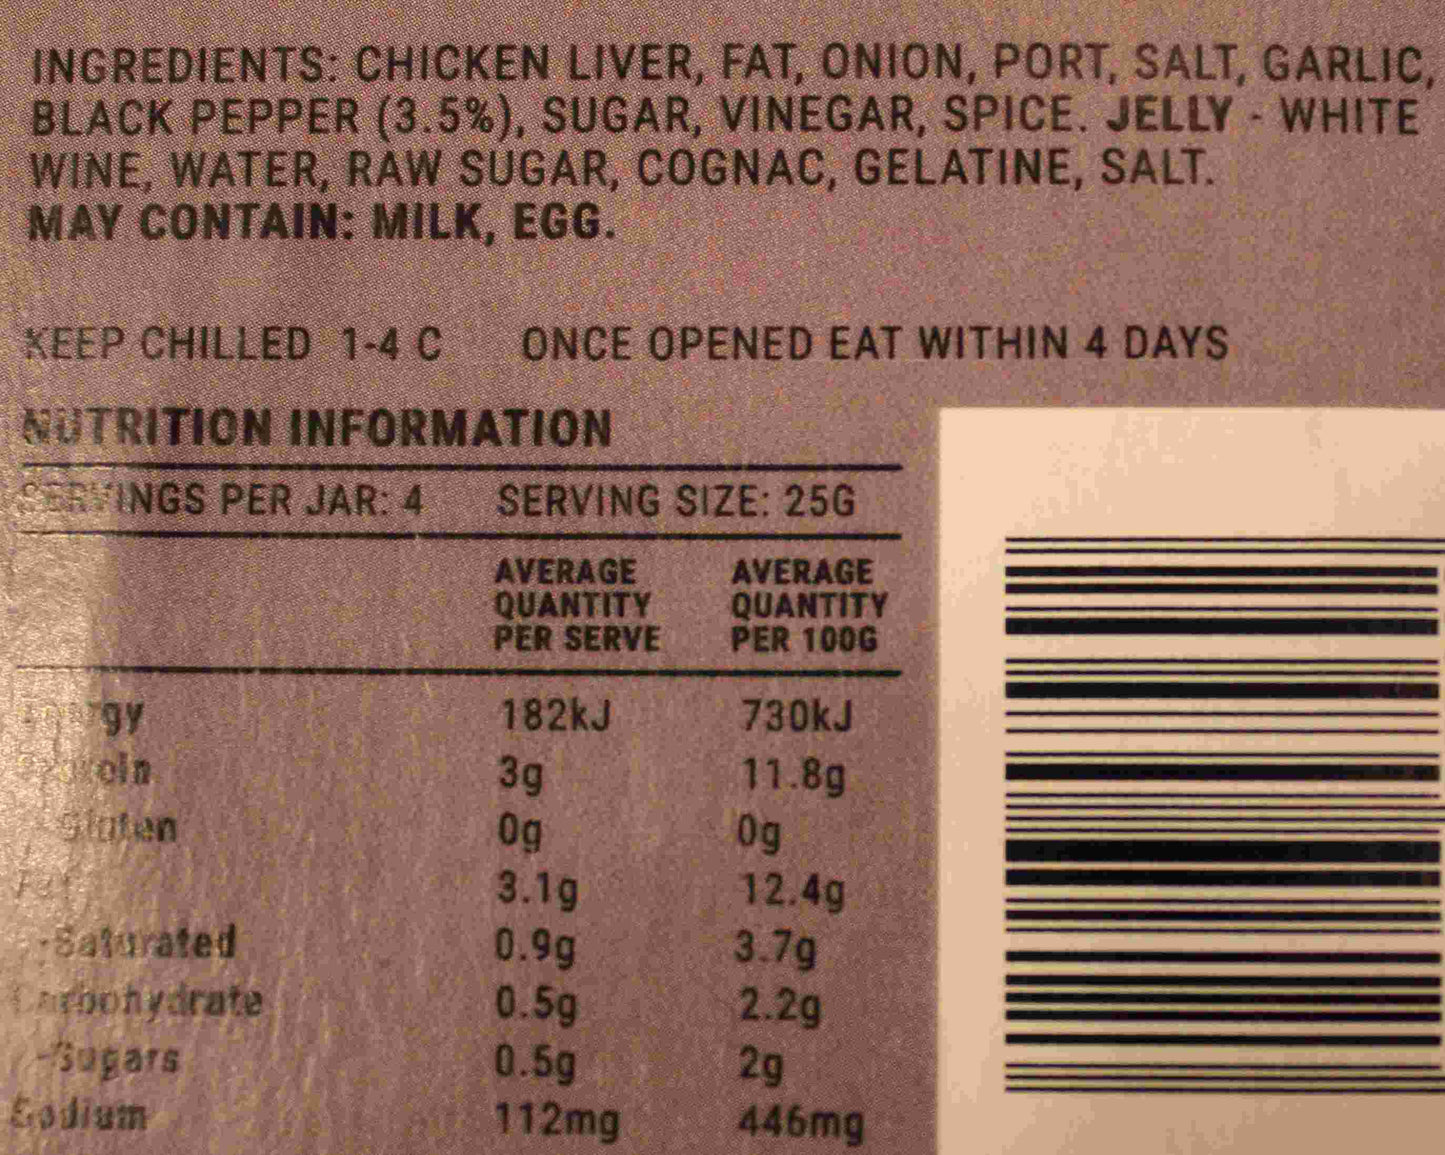 INGREDIENTS: CHICKEN LIVER, FAT, ONION, PORT, SALT, GARLIC,
BLACK PEPPER (3.5%), SUGAR, VINEGAR, SPICE. JELLY - WHITE
WINE, WATER, RAW SUGAR, COGNAC, GELATINE, SALT.
MAY CONTAIN: MILK, EGG.
KEEP CHILLED 1-4 C ONCE OPENED EAT WITHIN 4 DAYS
NUTRITION INFORMATION
SERVINGS PER JAR: 4 SERVING SIZE: 25G
AVERAGE AVERAGE
QUANTITY QUANTITY
PER SERVE PER 100G
Energy 182kJ 730kJ
Protein 3g 11.8g
-Gluten 0g 0g
Fat 3.1g 12.4g
-Saturated 0.9g 3.7g
Carbohydrate 0.5g 2.2g
-Sugars 0.5g 2g
Sodium 112mg 446mg